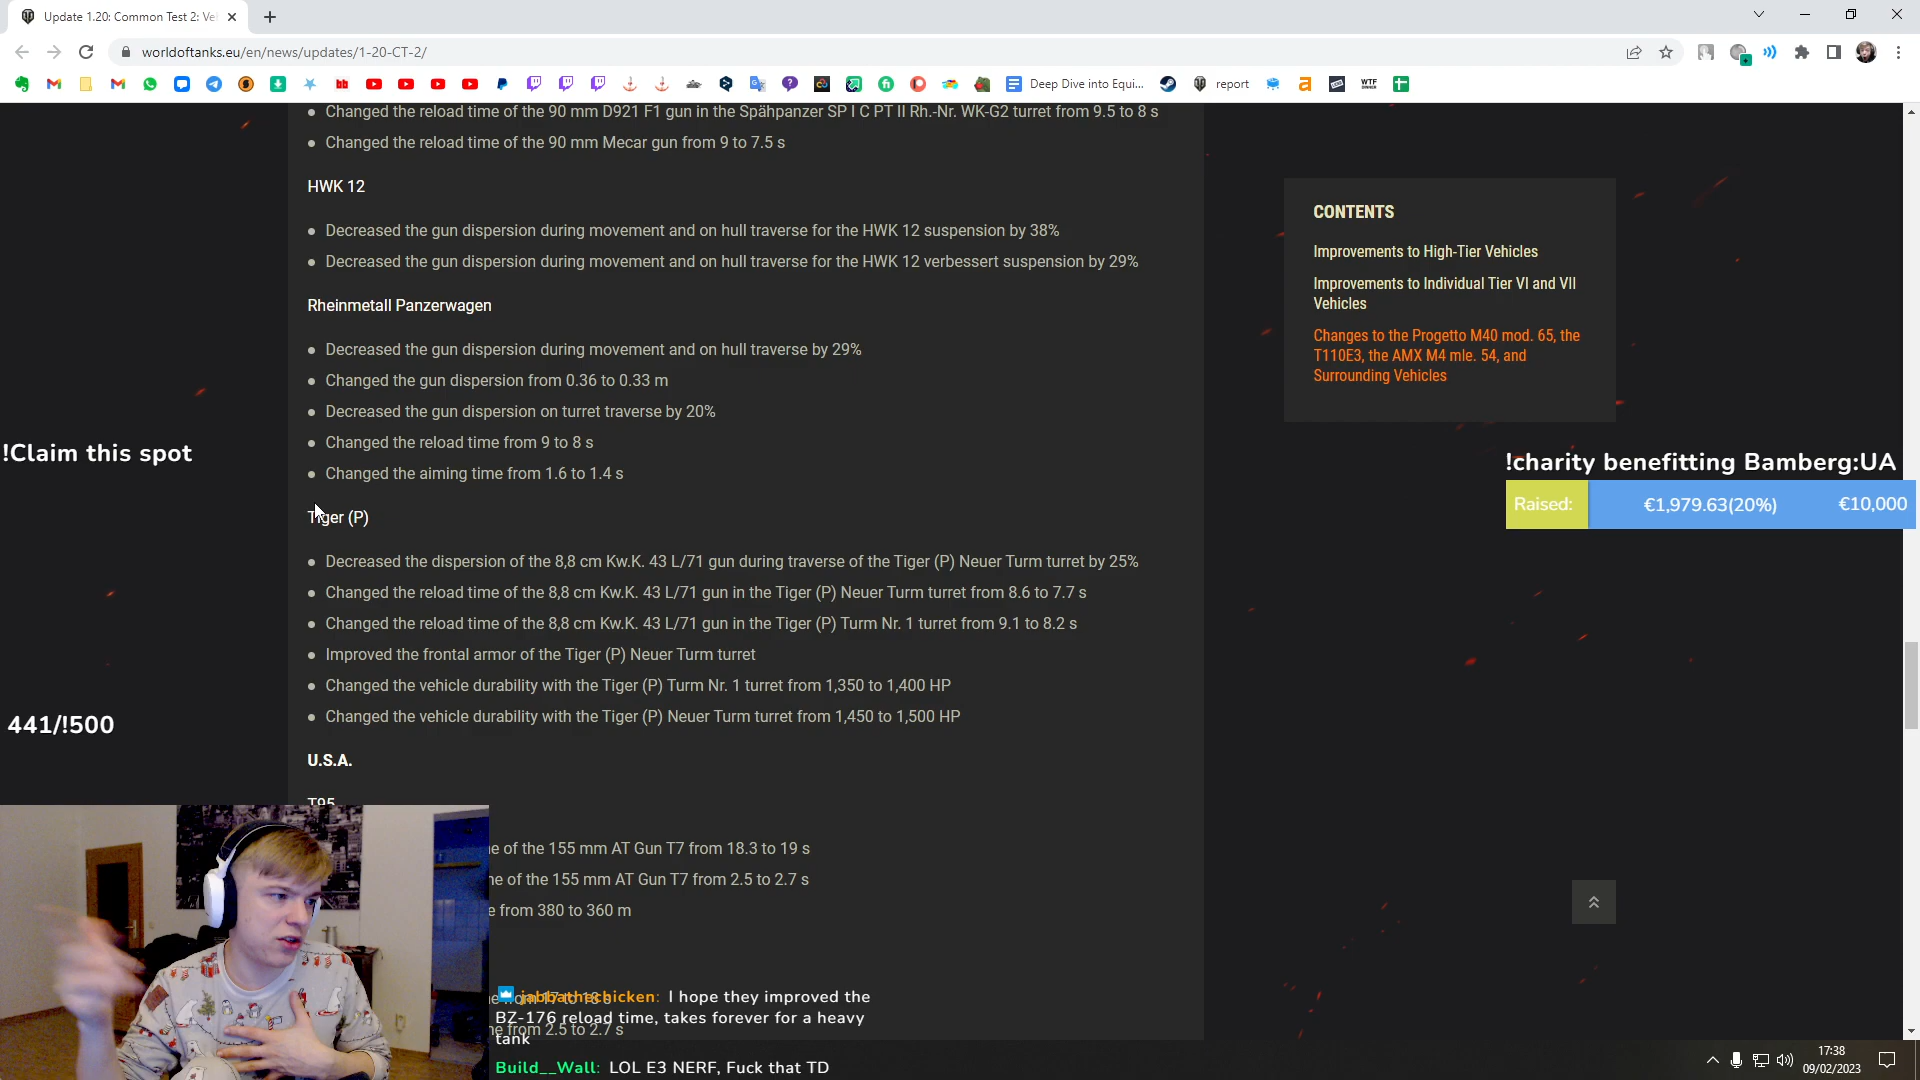 Update 1.20: Common Test 2: Ve
worldoftanks.eu/en/news/updates/1-20-CT-2/
Deep Dive into Equi...
report
Changed the reload time of the 90 mm D921 F1 gun in the Spähpanzer SP I C PT II Rh.-Nr. WK-G2 turret from 9.5 to 8 s
Changed the reload time of the 90 mm Mecar gun from 9 to 7.5 s
HWK 12
Decreased the gun dispersion during movement and on hull traverse for the HWK 12 suspension by 38%
Decreased the gun dispersion during movement and on hull traverse for the HWK 12 verbessert suspension by 29%
Rheinmetall Panzerwagen
Decreased the gun dispersion during movement and on hull traverse by 29%
Changed the gun dispersion from 0.36 to 0.33 m
Decreased the gun dispersion on turret traverse by 20%
Changed the reload time from 9 to 8 s
Changed the aiming time from 1.6 to 1.4 s
Tiger (P)
Decreased the dispersion of the 8,8 cm Kw.K. 43 L/71 gun during traverse of the Tiger (P) Neuer Turm turret by 25%
Changed the reload time of the 8,8 cm Kw.K. 43 L/71 gun in the Tiger (P) Neuer Turm turret from 8.6 to 7.7 s
Changed the reload time of the 8,8 cm Kw.K. 43 L/71 gun in the Tiger (P) Turm Nr. 1 turret from 9.1 to 8.2 s
Improved the frontal armor of the Tiger (P) Neuer Turm turret
Changed the vehicle durability with the Tiger (P) Turm Nr. 1 turret from 1,350 to 1,400 HP
Changed the vehicle durability with the Tiger (P) Neuer Turm turret from 1,450 to 1,500 HP
U.S.A.
T95
e of the 155 mm AT Gun T7 from 18.3 to 19 s
ne of the 155 mm AT Gun T7 from 2.5 to 2.7 s
e from 380 to 360 m
e from 17 to 18 s
ne from 2.5 to 2.7 s
CONTENTS
Improvements to High-Tier Vehicles
Improvements to Individual Tier VI and VII
Vehicles
Changes to the Progetto M40 mod. 65, the
T110E3, the AMX M4 mle. 54, and
Surrounding Vehicles
!Claim this spot
441/!500
!charity benefitting Bamberg:UA
Raised: €1,979.63(20%) €10,000
jabbathechicken: I hope they improved the
BZ-176 reload time, takes forever for a heavy
tank
Build__Wall: LOL E3 NERF, Fuck that TD
17:38
09/02/2023